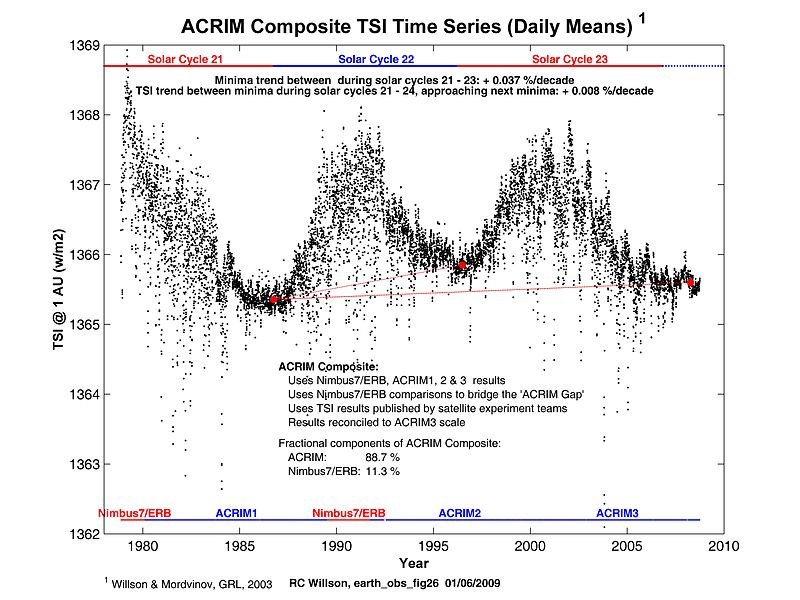 ACRIM Composite TSI Time Series (Daily Means) 1
1369
Solar Cycle 21 Solar Cycle 22 Solar Cycle 23
Minima trend between during solar cycles 21 - 23: + 0.037 %/decade
TSI trend between minima during solar cycles 21 - 24, approaching next minima: + 0.008 %/decade
1368
1367
1366
TSI @ 1 AU (w/m2)
1365
ACRIM Composite:
Uses Nimbus7/ERB, ACRIM1, 2 & 3 results
1364
Uses Nimbus7/ERB comparisons to bridge the 'ACRIM Gap'
Uses TSI results published by satellite experiment teams
Results reconciled to ACRIM3 scale
Fractional components of ACRIM Composite:
ACRIM: 88.7 %
1363
Nimbus7/ERB: 11.3 %
Nimbus7/ERB ACRIM1 Nimbus7/ERB ACRIM2 ACRIM3
1362
1980 1985 1990 1995 2000 2005 2010
Year
1 Willson & Mordvinov, GRL, 2003 RC Willson, earth_obs_fig26 01/06/2009